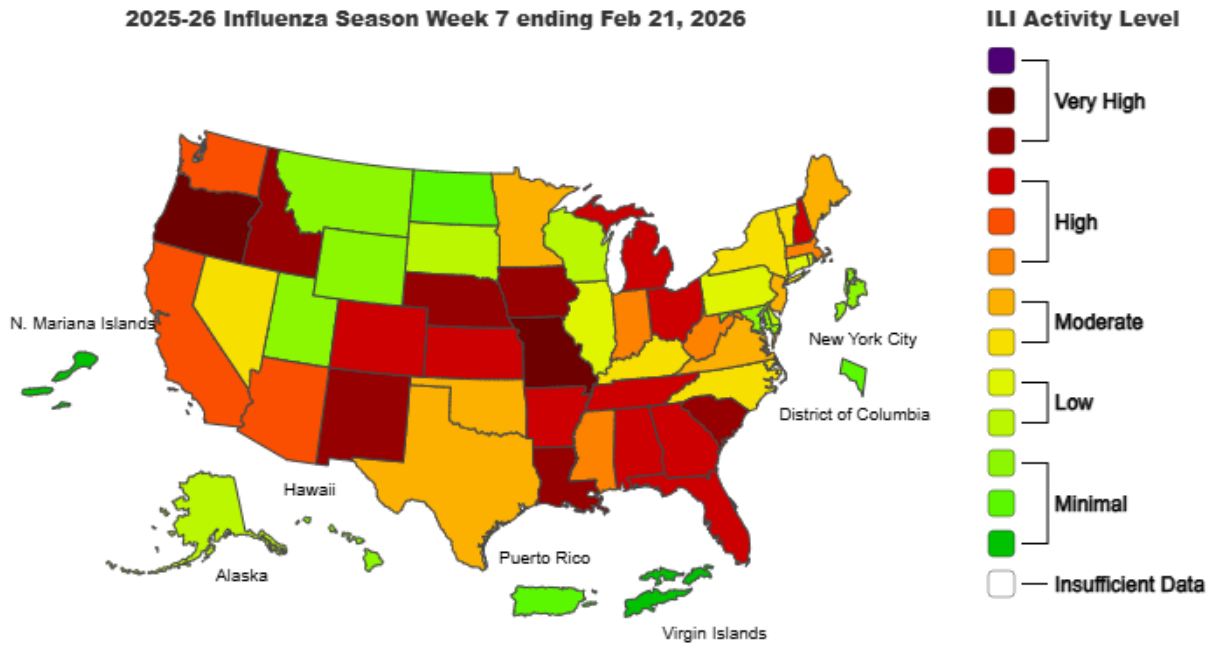 2025-26 Influenza Season Week 7 ending Feb 21, 2026
ILI Activity Level
Very High
High
N. Mariana Islands
Moderate
New York City
Low
District of Columbia
Hawaii
Minimal
Puerto Rico
Alaska
Insufficient Data
Virgin Islands